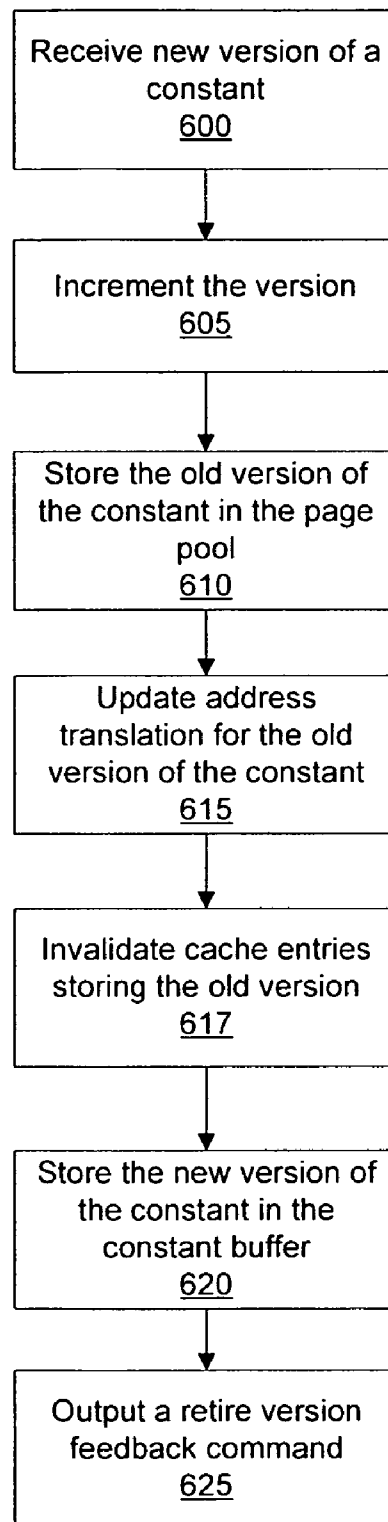 Receive new version of a
constant
600
Increment the version
605
Store the old version of
the constant in the page
pool
610
Update address
translation for the old
version of the constant
615
Invalidate cache entries
storing the old version
617
Store the new version of
the constant in the
constant buffer
620
Output a retire version
feedback command
625